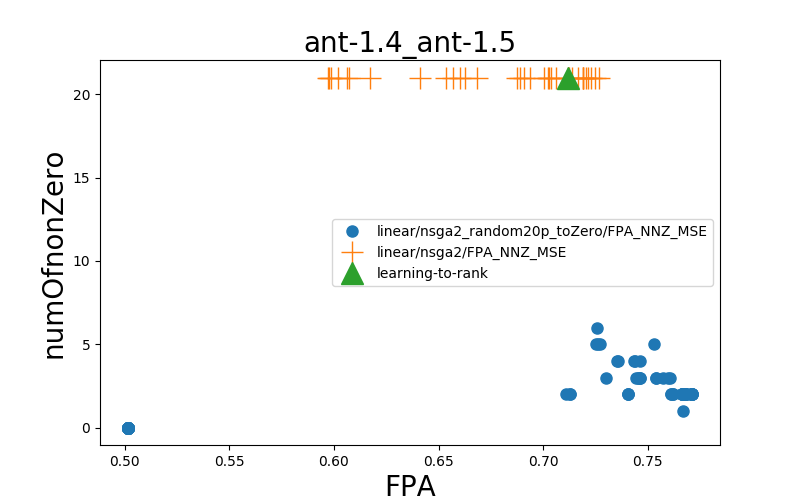 ant-1.4_ant-1.5
numOfnonZero
20
15
10
5
0
linear/nsga2_random20p_toZero/FPA_NNZ_MSE
linear/nsga2/FPA_NNZ_MSE
learning-to-rank
0.50 0.55 0.60 0.65 0.70 0.75
FPA